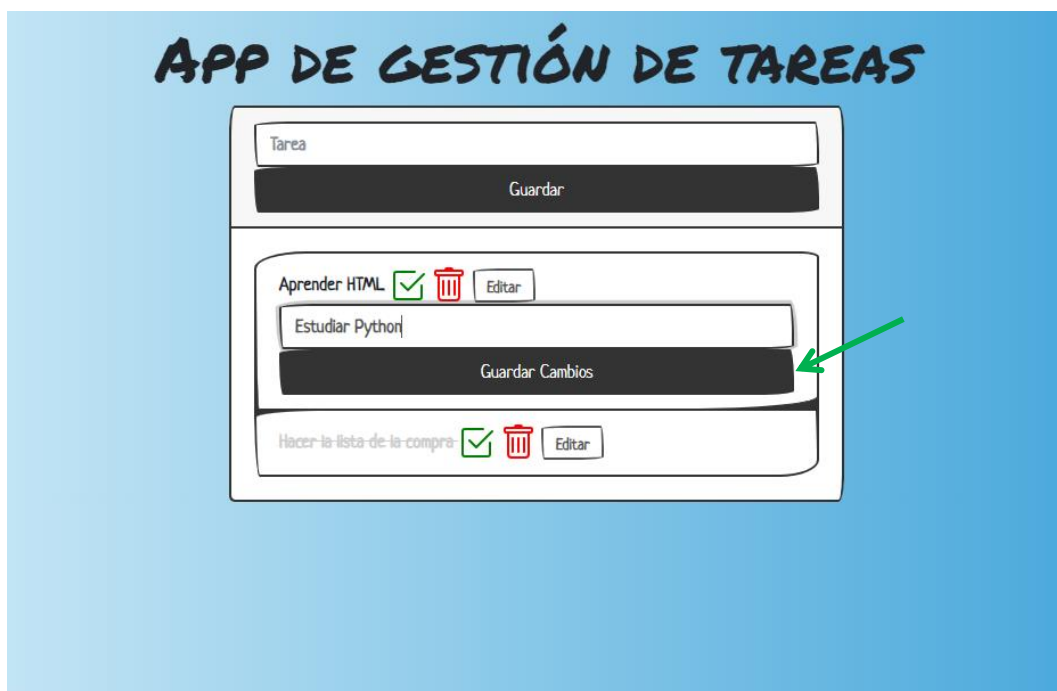 App de gestión de tareas
Tarea
Guardar
Aprender HTML Editar
Estudiar Python
Guardar Cambios
Hacer la lista de la compra Editar